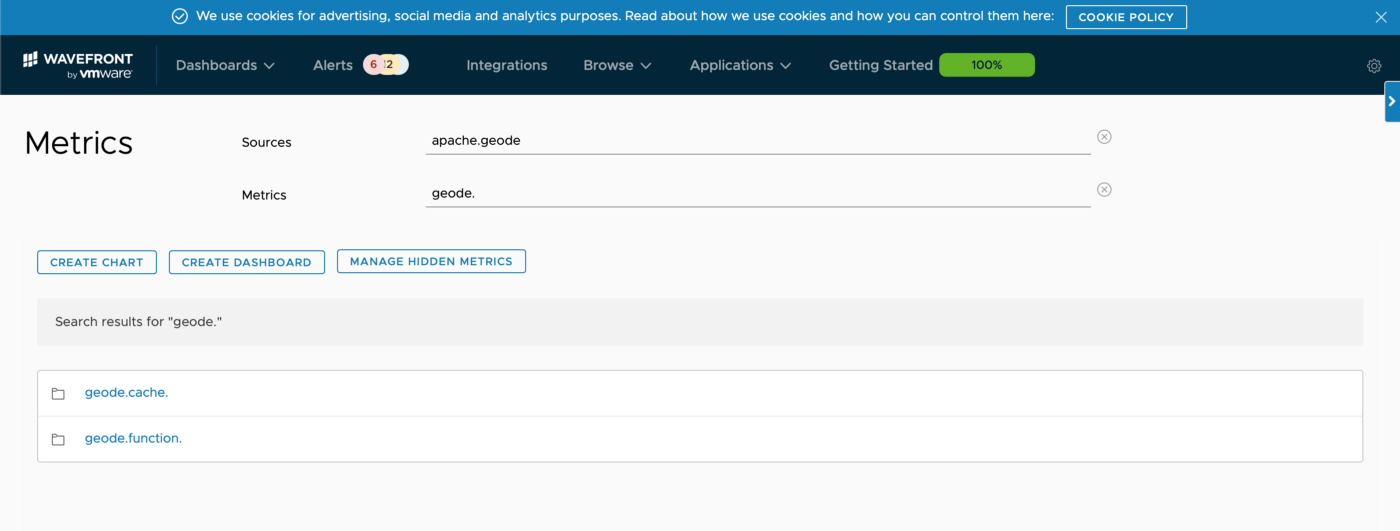 We use cookies for advertising, social media and analytics purposes. Read about how we use cookies and how you can control them here: COOKIE POLICY
WAVEFRONT
by vmware
Dashboards Alerts 6 12 Integrations Browse Applications Getting Started 100%
Metrics
Sources apache.geode
Metrics geode.
CREATE CHART CREATE DASHBOARD MANAGE HIDDEN METRICS
Search results for "geode."
geode.cache.
geode.function.